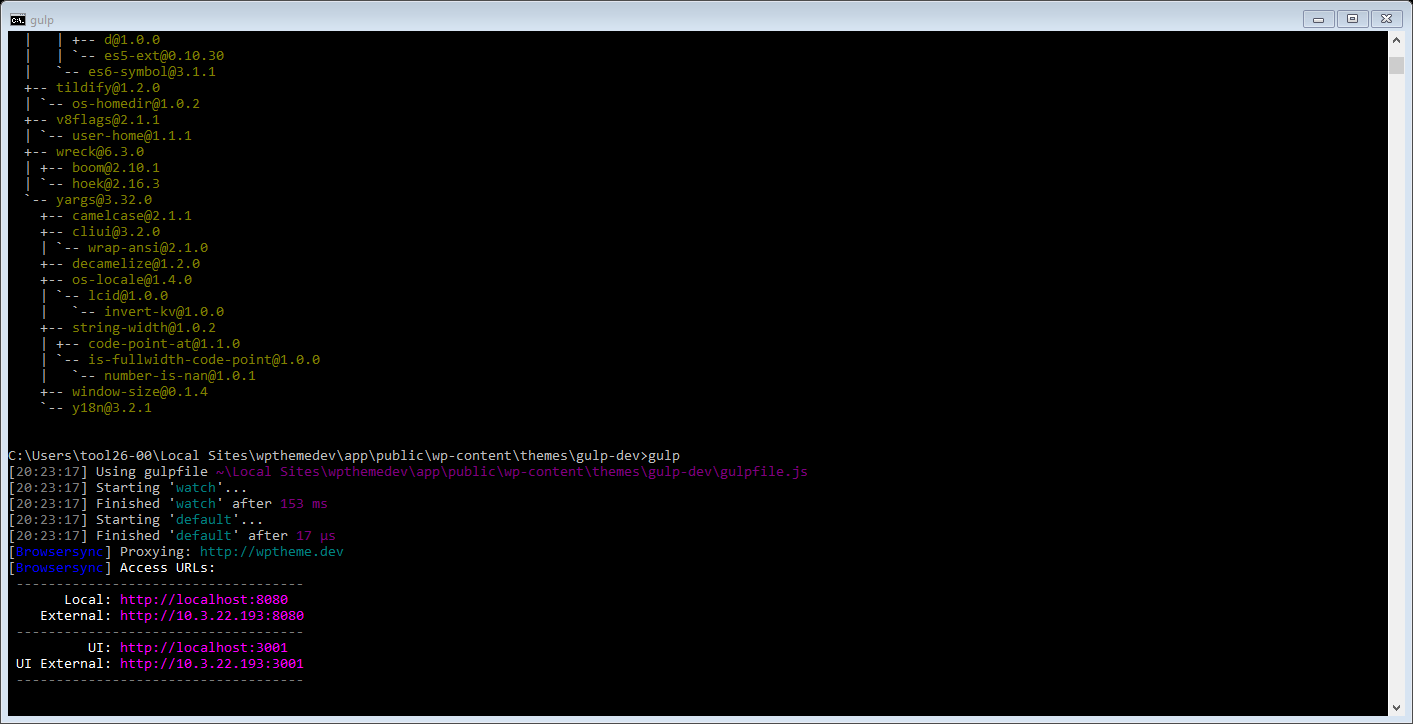 gulp
|   | +-- d@1.0.0
|   | `-- es5-ext@0.10.30
|   `-- es6-symbol@3.1.1
+-- tildify@1.2.0
| `-- os-homedir@1.0.2
+-- v8flags@2.1.1
| `-- user-home@1.1.1
+-- wreck@6.3.0
| +-- boom@2.10.1
| `-- hoek@2.16.3
`-- yargs@3.32.0
  +-- camelcase@2.1.1
  +-- cliui@3.2.0
  | `-- wrap-ansi@2.1.0
  +-- decamelize@1.2.0
  +-- os-locale@1.4.0
  | `-- lcid@1.0.0
  |   `-- invert-kv@1.0.0
  +-- string-width@1.0.2
  | +-- code-point-at@1.1.0
  | `-- is-fullwidth-code-point@1.0.0
  |   `-- number-is-nan@1.0.1
  +-- window-size@0.1.4
  `-- y18n@3.2.1
C:\Users\tool26-00\Local Sites\wpthemedev\app\public\wp-content\themes\gulp-dev>gulp
[20:23:17] Using gulpfile ~\Local Sites\wpthemedev\app\public\wp-content\themes\gulp-dev\gulpfile.js
[20:23:17] Starting 'watch'...
[20:23:17] Finished 'watch' after 153 ms
[20:23:17] Starting 'default'...
[20:23:17] Finished 'default' after 17 μs
[Browsersync] Proxying: http://wptheme.dev
[Browsersync] Access URLs:
 ------------------------------------
       Local: http://localhost:8080
    External: http://10.3.22.193:8080
 ------------------------------------
          UI: http://localhost:3001
 UI External: http://10.3.22.193:3001
 ------------------------------------